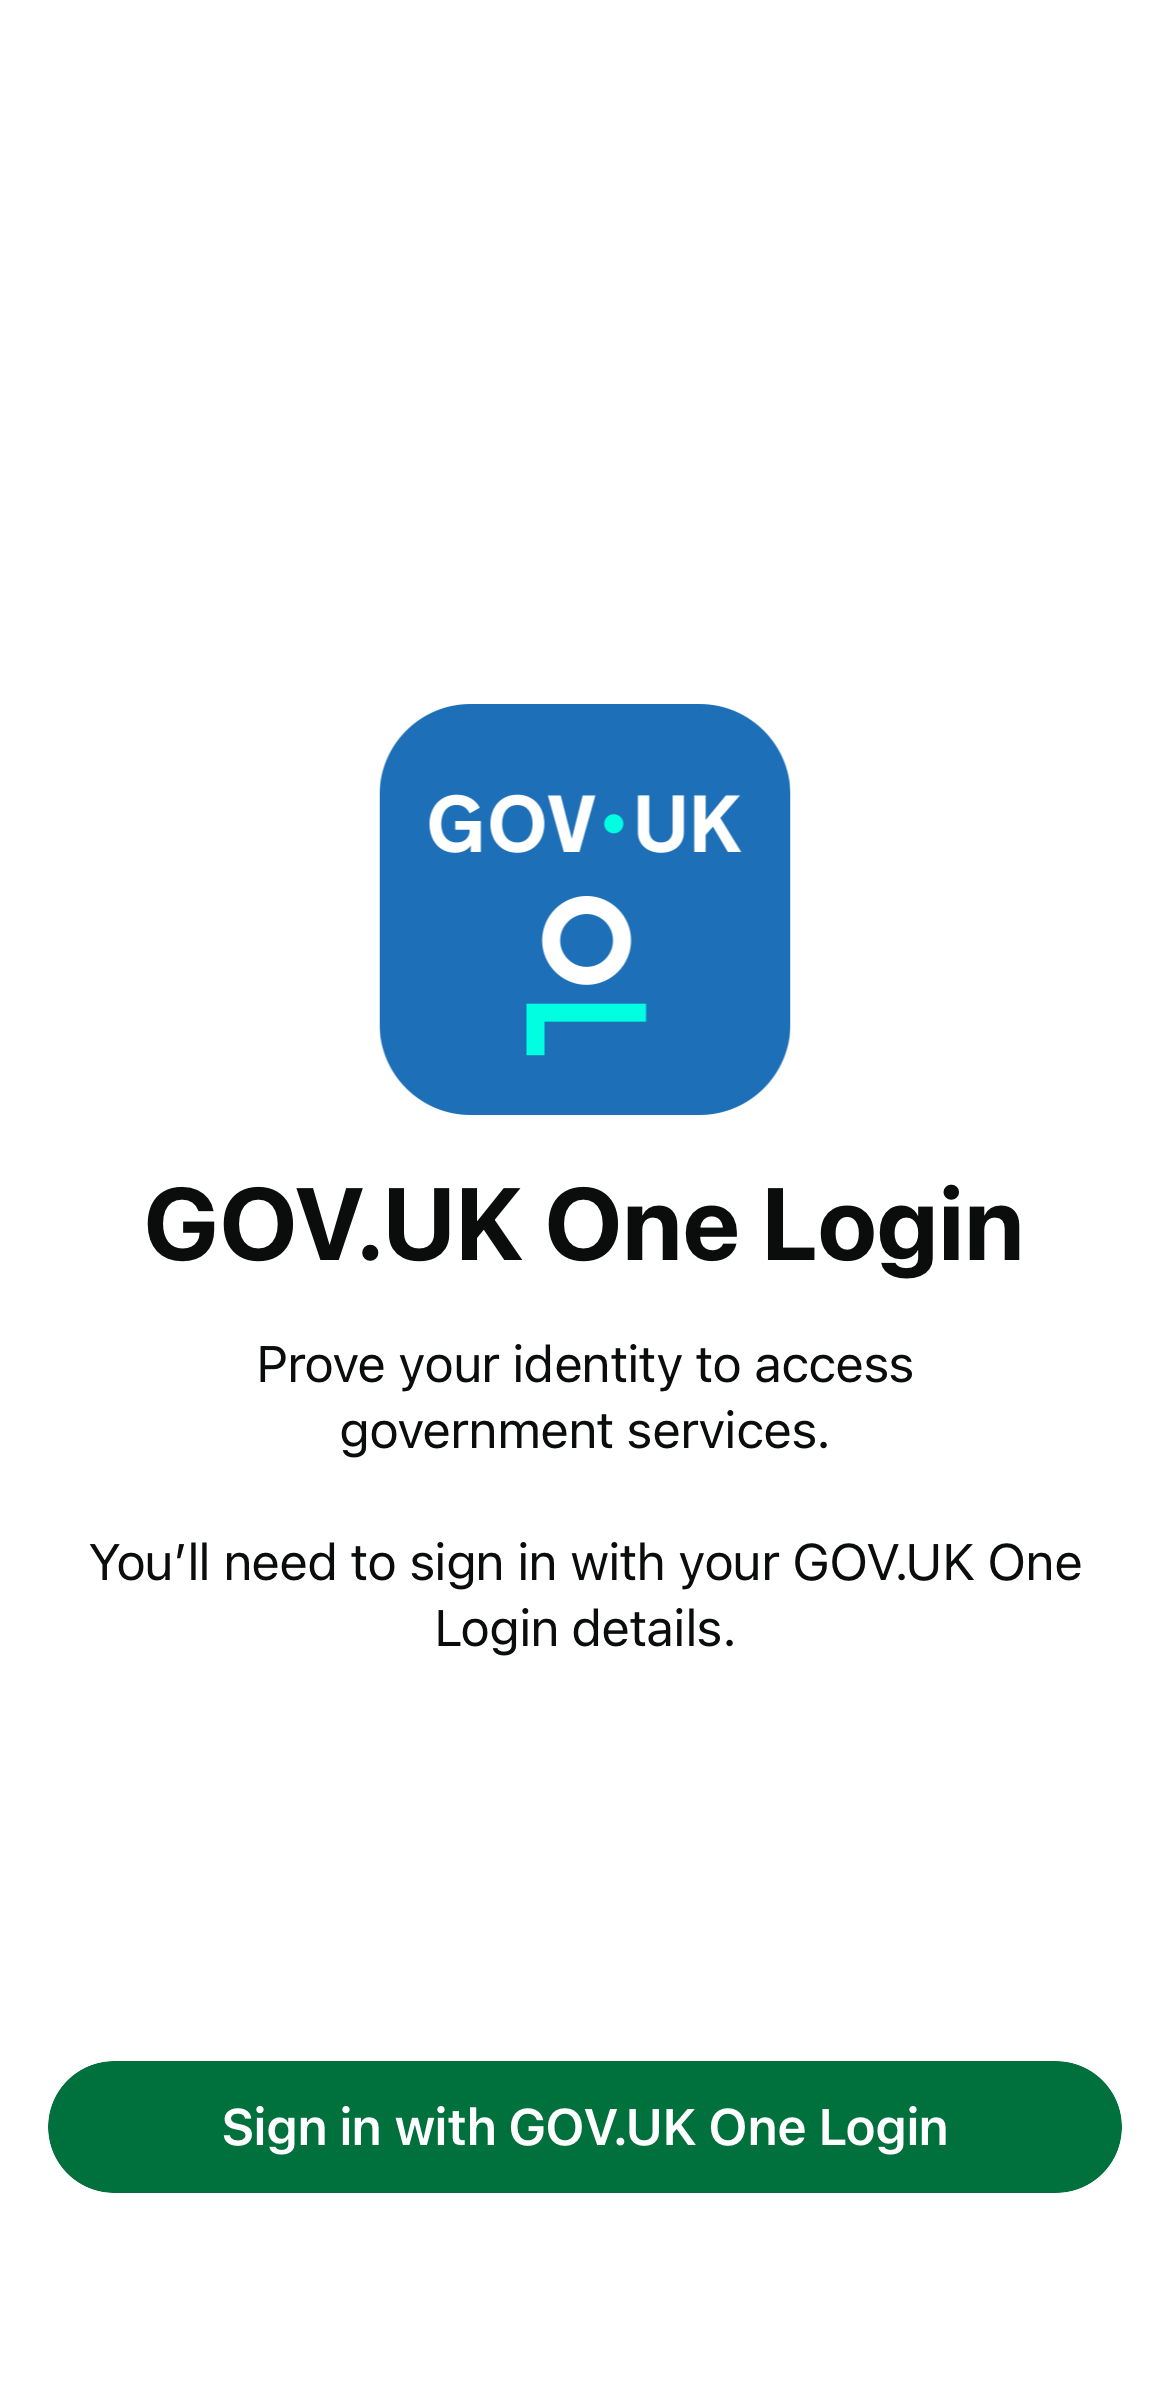 GOV•UK
GOV.UK One Login
Prove your identity to access
government services.
You’ll need to sign in with your GOV.UK One
Login details.
Sign in with GOV.UK One Login